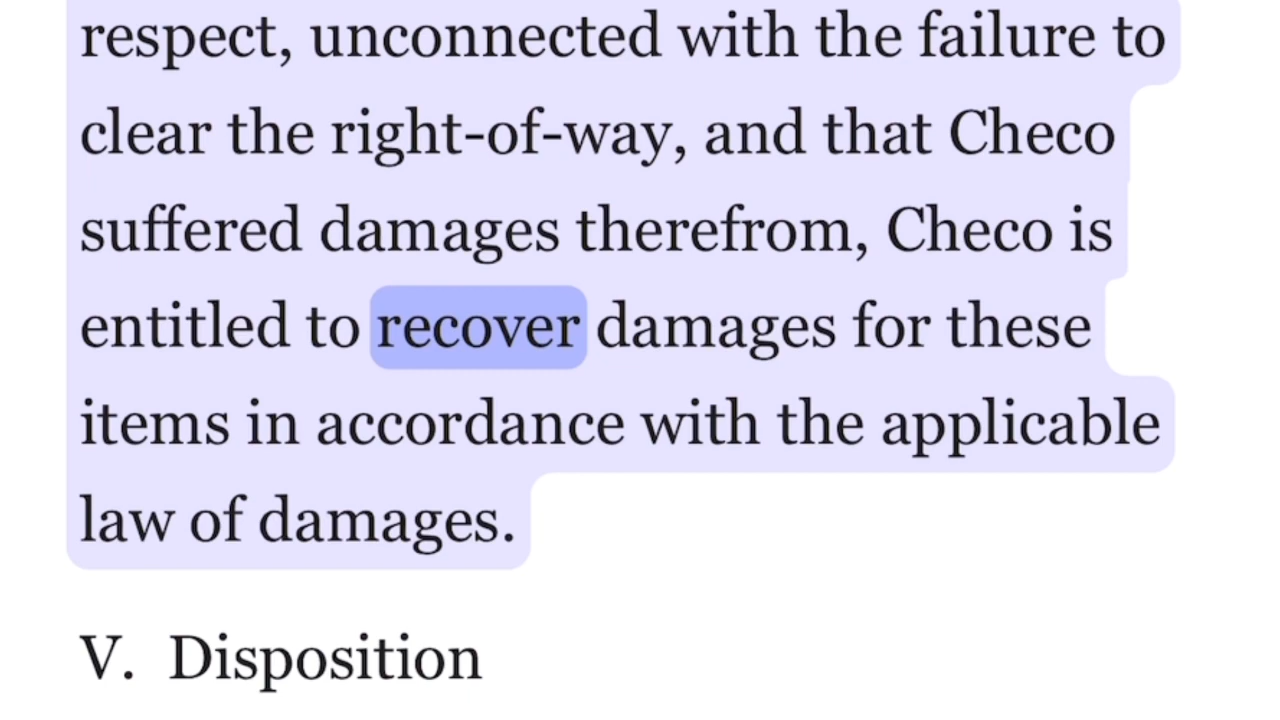 respect, unconnected with the failure to
clear the right-of-way, and that Checo
suffered damages therefrom, Checo is
entitled to recover damages for these
items in accordance with the applicable
law of damages.
V. Disposition